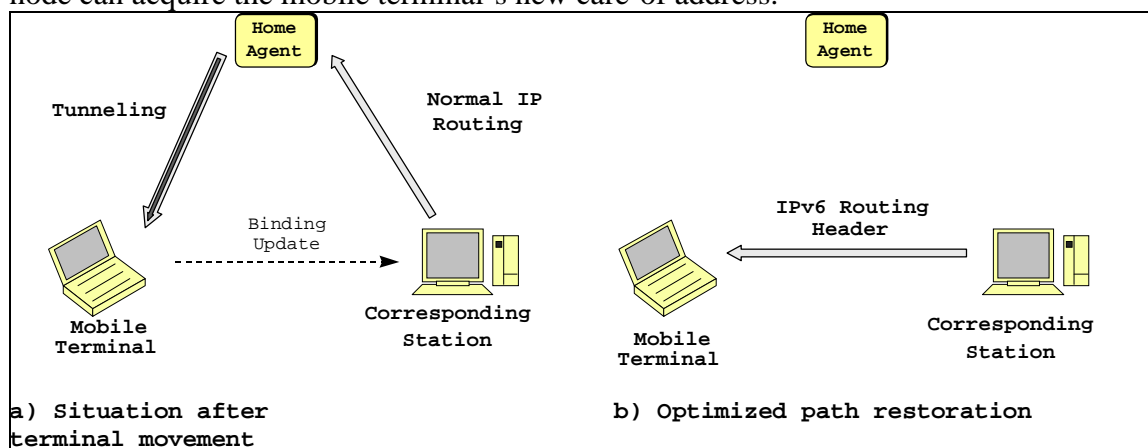 node can acquire the mobile terminal's new care-of address.
Home
Agent
Tunneling
Normal IP
Routing
Binding
Update
Mobile
Terminal
Corresponding
Station
a) Situation after
terminal movement
Home
Agent
IPv6 Routing
Header
Mobile
Terminal
Corresponding
Station
b) Optimized path restoration